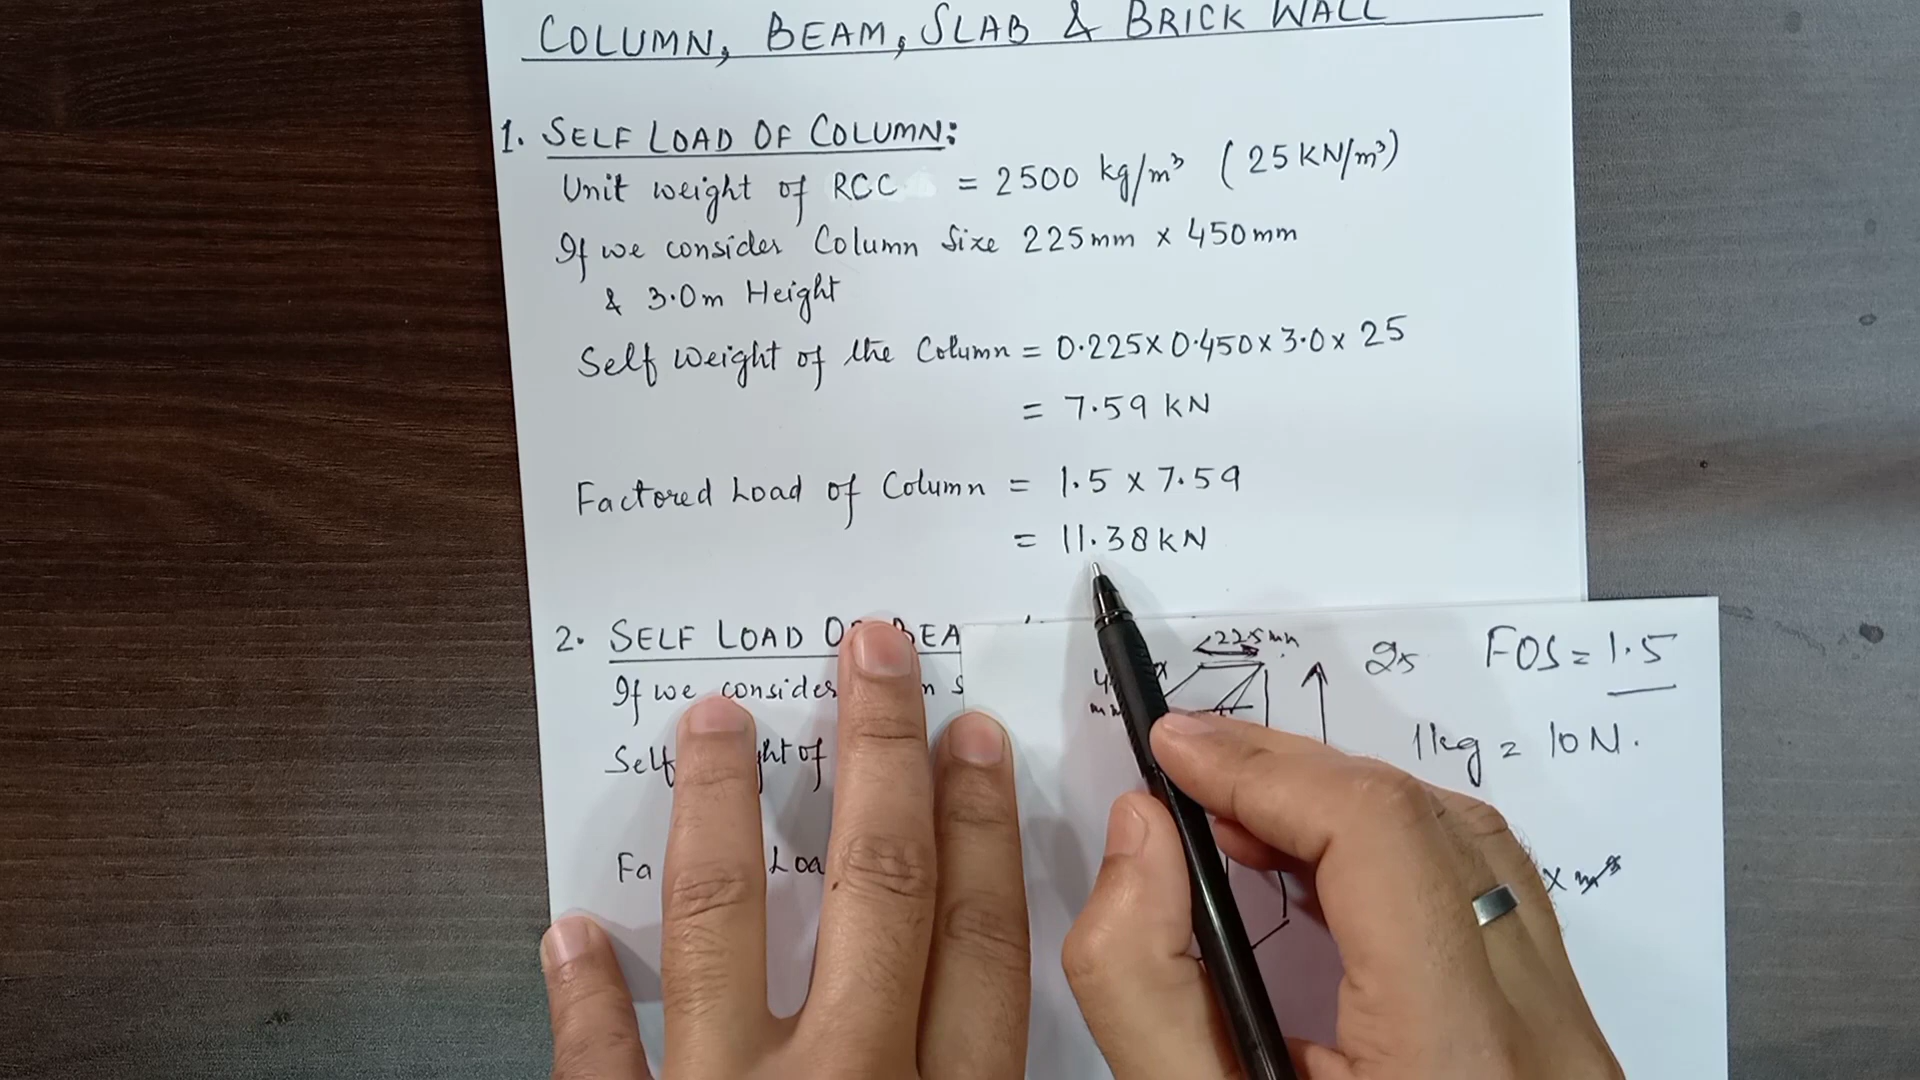 COLUMN, BEAM, SLAB & BRICK WALL
1. SELF LOAD OF COLUMN:
Unit weight of RCC = 2500 kg/m³ (25 KN/m³)
If we consider Column Size 225mm x 450mm
& 3.0m Height
Self weight of the Column = 0.225 x 0.450 x 3.0 x 25
= 7.59 KN
Factored Load of Column = 1.5 x 7.59
= 11.38 KN
2. SELF LOAD OF BEA
If we consider
Self
Fa Loa
225mm
25 FOS = 1.5
1kg = 10N.